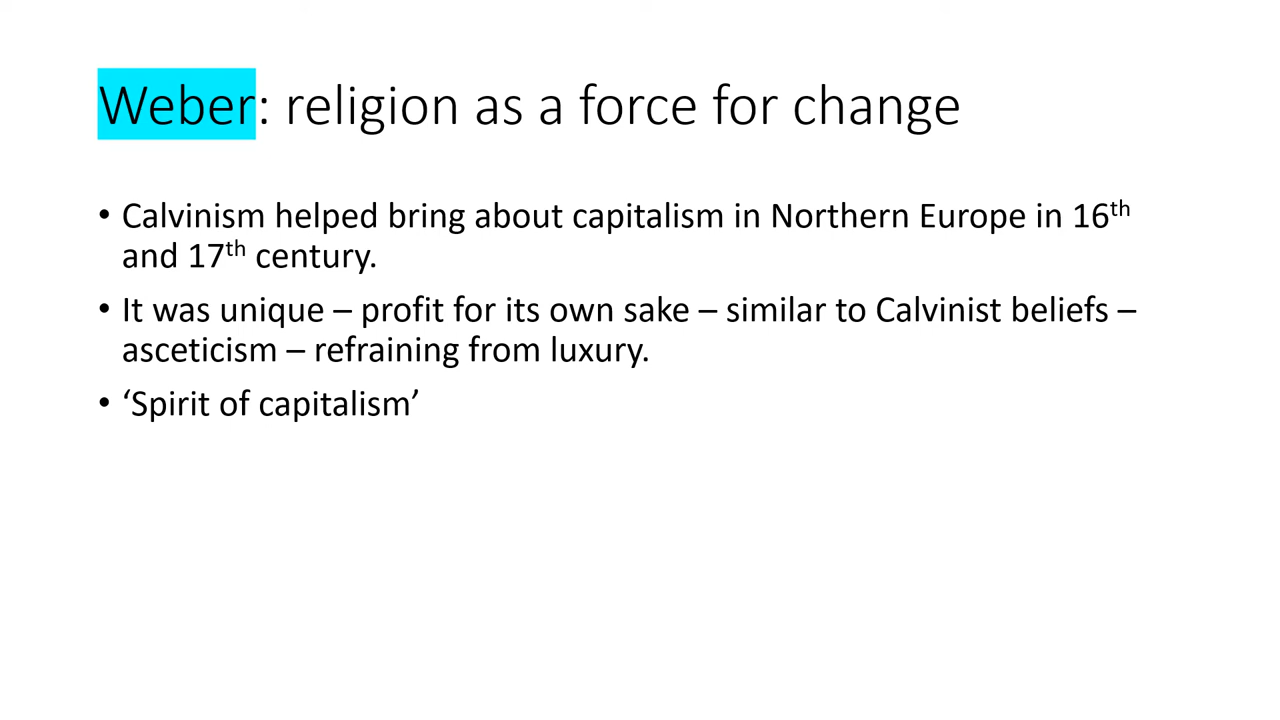 Weber: religion as a force for change
• Calvinism helped bring about capitalism in Northern Europe in 16th
and 17th century.
• It was unique – profit for its own sake – similar to Calvinist beliefs –
asceticism – refraining from luxury.
• ‘Spirit of capitalism’